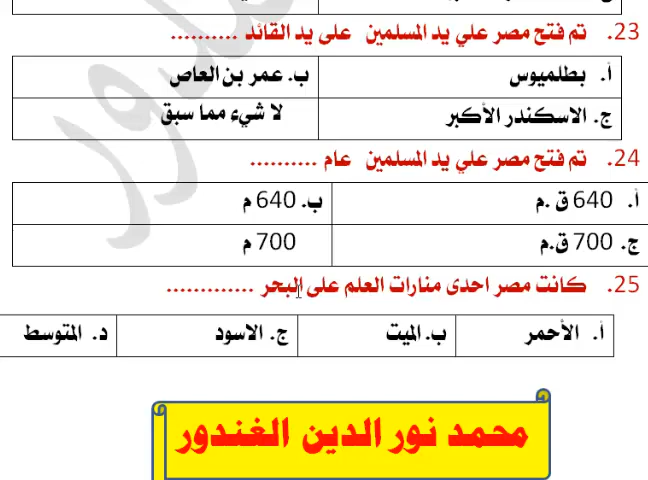 23. تم فتح مصر علي يد المسلمين على يد القائد ..........
أ. بطلميوس ب. عمر بن العاص
ج. الاسكندر الأكبر لا شيء مما سبق
24. تم فتح مصر علي يد المسلمين عام ..........
أ. 640 ق .م ب. 640 م
ج. 700 ق.م 700 م
25. كانت مصر احدى منارات العلم على البحر .............
أ. الأحمر ب. الميت ج. الاسود د. المتوسط
محمد نور الدين الغندور